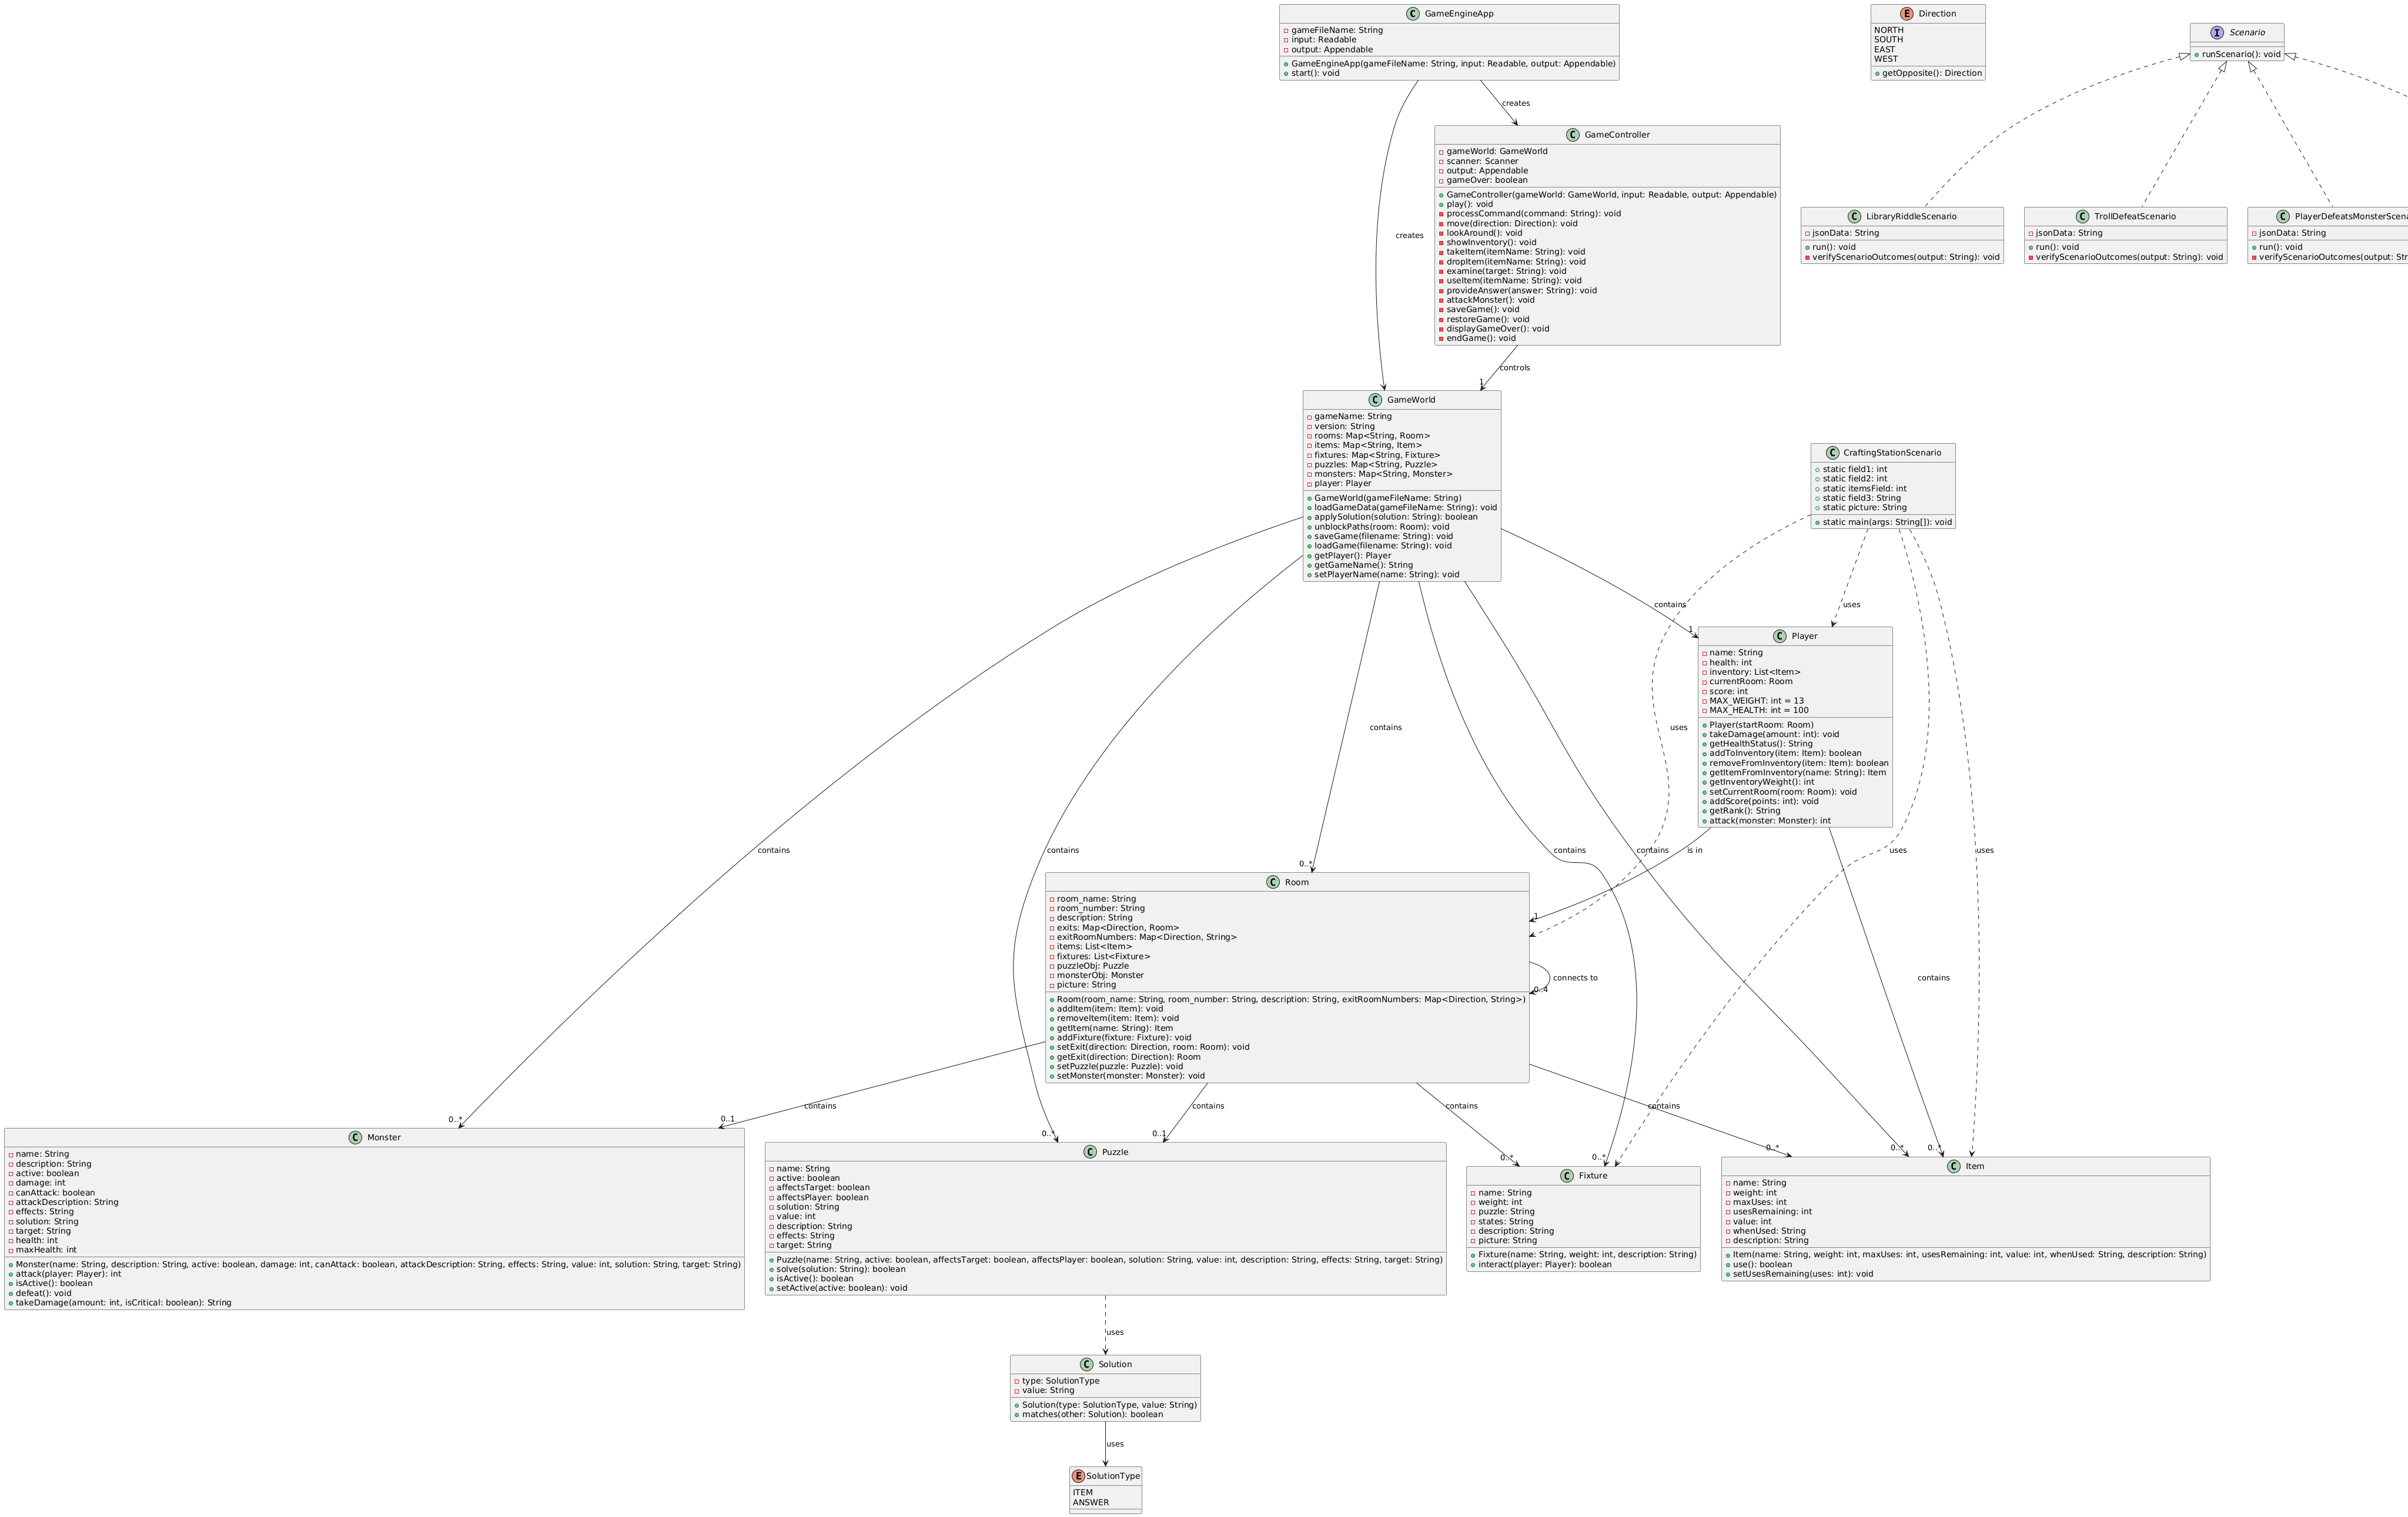 GameEngineApp
gameFileName: String
input: Readable
output: Appendable
GameEngineApp(gameFileName: String, input: Readable, output: Appendable)
start(): void
Direction
NORTH
SOUTH
EAST
WEST
getOpposite(): Direction
Scenario
runScenario(): void
creates
creates
GameController
gameWorld: GameWorld
scanner: Scanner
output: Appendable
gameOver: boolean
GameController(gameWorld: GameWorld, input: Readable, output: Appendable)
play(): void
processCommand(command: String): void
move(direction: Direction): void
lookAround(): void
showInventory(): void
takeItem(itemName: String): void
dropItem(itemName: String): void
examine(target: String): void
useItem(itemName: String): void
provideAnswer(answer: String): void
attackMonster(): void
saveGame(): void
restoreGame(): void
displayGameOver(): void
endGame(): void
LibraryRiddleScenario
jsonData: String
run(): void
verifyScenarioOutcomes(output: String): void
TrollDefeatScenario
jsonData: String
run(): void
verifyScenarioOutcomes(output: String): void
PlayerDefeatsMonsterScena
jsonData: String
run(): void
verifyScenarioOutcomes(output: Str
controls
1
GameWorld
gameName: String
version: String
rooms: Map<String, Room>
items: Map<String, Item>
fixtures: Map<String, Fixture>
puzzles: Map<String, Puzzle>
monsters: Map<String, Monster>
player: Player
GameWorld(gameFileName: String)
loadGameData(gameFileName: String): void
applySolution(solution: String): boolean
unblockPaths(room: Room): void
saveGame(filename: String): void
loadGame(filename: String): void
getPlayer(): Player
getGameName(): String
setPlayerName(name: String): void
CraftingStationScenario
static field1: int
static field2: int
static itemsField: int
static field3: String
static picture: String
static main(args: String[]): void
contains
uses
1
Player
name: String
health: int
inventory: List<Item>
currentRoom: Room
score: int
MAX_WEIGHT: int = 13
MAX_HEALTH: int = 100
Player(startRoom: Room)
takeDamage(amount: int): void
getHealthStatus(): String
addToInventory(item: Item): boolean
removeFromInventory(item: Item): boolean
getItemFromInventory(name: String): Item
getInventoryWeight(): int
setCurrentRoom(room: Room): void
addScore(points: int): void
getRank(): String
attack(monster: Monster): int
contains
uses
contains
contains
contains
contains
is in
uses
uses
0..*
1
Room
room_name: String
room_number: String
description: String
exits: Map<Direction, Room>
exitRoomNumbers: Map<Direction, String>
items: List<Item>
fixtures: List<Fixture>
puzzleObj: Puzzle
monsterObj: Monster
picture: String
Room(room_name: String, room_number: String, description: String, exitRoomNumbers: Map<Direction, String>)
addItem(item: Item): void
removeItem(item: Item): void
getItem(name: String): Item
addFixture(fixture: Fixture): void
setExit(direction: Direction, room: Room): void
getExit(direction: Direction): Room
setPuzzle(puzzle: Puzzle): void
setMonster(monster: Monster): void
connects to
0..4
contains
contains
contains
contains
contains
0..*
0..1
0..*
0..1
0..*
0..*
0..*
0..*
0..*
Monster
name: String
description: String
active: boolean
damage: int
canAttack: boolean
attackDescription: String
effects: String
solution: String
target: String
health: int
maxHealth: int
Monster(name: String, description: String, active: boolean, damage: int, canAttack: boolean, attackDescription: String, effects: String, value: int, solution: String, target: String)
attack(player: Player): int
isActive(): boolean
defeat(): void
takeDamage(amount: int, isCritical: boolean): String
Puzzle
name: String
active: boolean
affectsTarget: boolean
affectsPlayer: boolean
solution: String
value: int
description: String
effects: String
target: String
Puzzle(name: String, active: boolean, affectsTarget: boolean, affectsPlayer: boolean, solution: String, value: int, description: String, effects: String, target: String)
solve(solution: String): boolean
isActive(): boolean
setActive(active: boolean): void
Fixture
name: String
weight: int
puzzle: String
states: String
description: String
picture: String
Fixture(name: String, weight: int, description: String)
interact(player: Player): boolean
Item
name: String
weight: int
maxUses: int
usesRemaining: int
value: int
whenUsed: String
description: String
Item(name: String, weight: int, maxUses: int, usesRemaining: int, value: int, whenUsed: String, description: String)
use(): boolean
setUsesRemaining(uses: int): void
uses
Solution
type: SolutionType
value: String
Solution(type: SolutionType, value: String)
matches(other: Solution): boolean
uses
SolutionType
ITEM
ANSWER